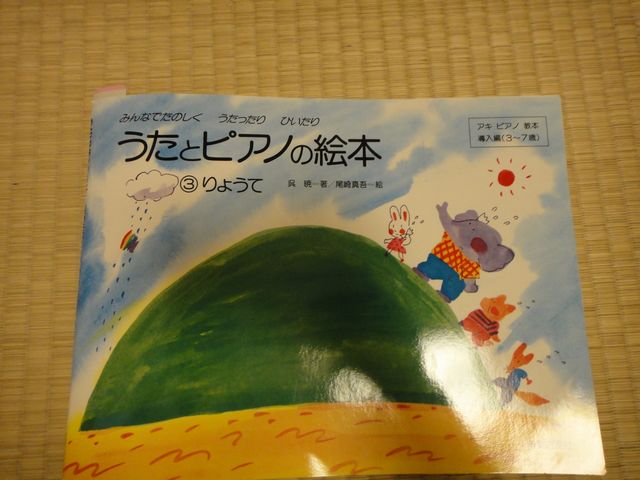 みんなでたのしく うたったり ひいたり
うたとピアノの絵本
③りょうて
呉 暁―著／尾崎真吾―絵
アキ ピアノ 教本
導入編(3～7歳)